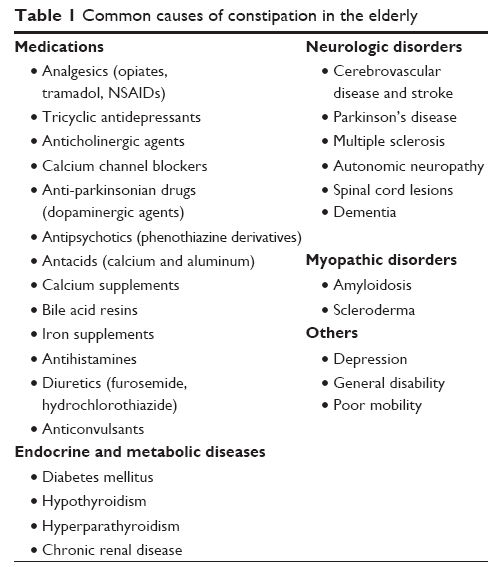 Table 1 Common causes of constipation in the elderly
Medications
• Analgesics (opiates,
tramadol, NSAIDs)
• Tricyclic antidepressants
• Anticholinergic agents
• Calcium channel blockers
• Anti-parkinsonian drugs
(dopaminergic agents)
• Antipsychotics (phenothiazine derivatives)
• Antacids (calcium and aluminum)
• Calcium supplements
• Bile acid resins
• Iron supplements
• Antihistamines
• Diuretics (furosemide,
hydrochlorothiazide)
• Anticonvulsants
Endocrine and metabolic diseases
• Diabetes mellitus
• Hypothyroidism
• Hyperparathyroidism
• Chronic renal disease
Neurologic disorders
• Cerebrovascular
disease and stroke
• Parkinson's disease
• Multiple sclerosis
• Autonomic neuropathy
• Spinal cord lesions
• Dementia
Myopathic disorders
• Amyloidosis
• Scleroderma
Others
• Depression
• General disability
• Poor mobility